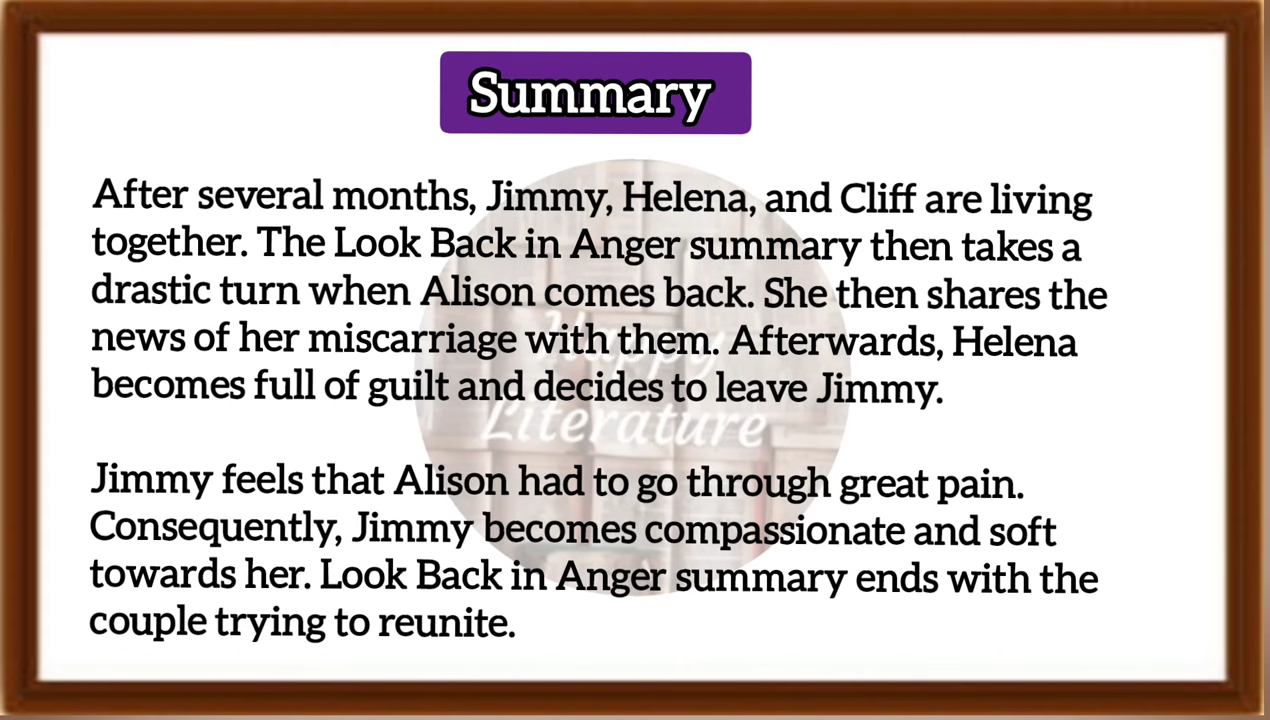 Summary
After several months, Jimmy, Helena, and Cliff are living
together. The Look Back in Anger summary then takes a
drastic turn when Alison comes back. She then shares the
news of her miscarriage with them. Afterwards, Helena
becomes full of guilt and decides to leave Jimmy.
Happy
Literature
Jimmy feels that Alison had to go through great pain.
Consequently, Jimmy becomes compassionate and soft
towards her. Look Back in Anger summary ends with the
couple trying to reunite.